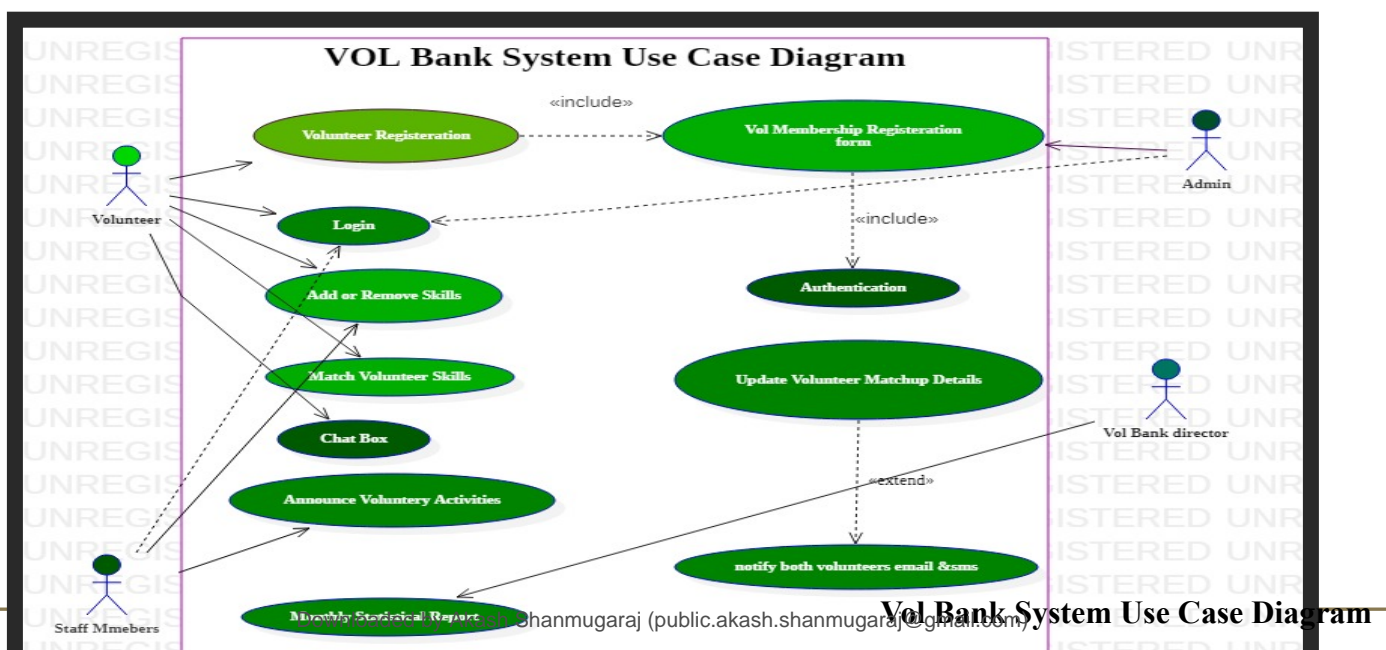 VOL Bank System Use Case Diagram
«include»
Volunteer Registeration
Vol Membership Registeration
form
Admin
Volunteer
Login
«include»
Add or Remove Skills
Authentication
Match Volunteer Skills
Update Volunteer Matchup Details
Vol Bank director
Chat Box
Announce Voluntery Activities
«extend»
notify both volunteers email &sms
Staff Mmebers
Monthly Statistical Report
Shanmugaraj (public.akash.shanmugaraj@gmail.com)
Vol Bank System Use Case Diagram
UNREGIS
ISTERED UNR